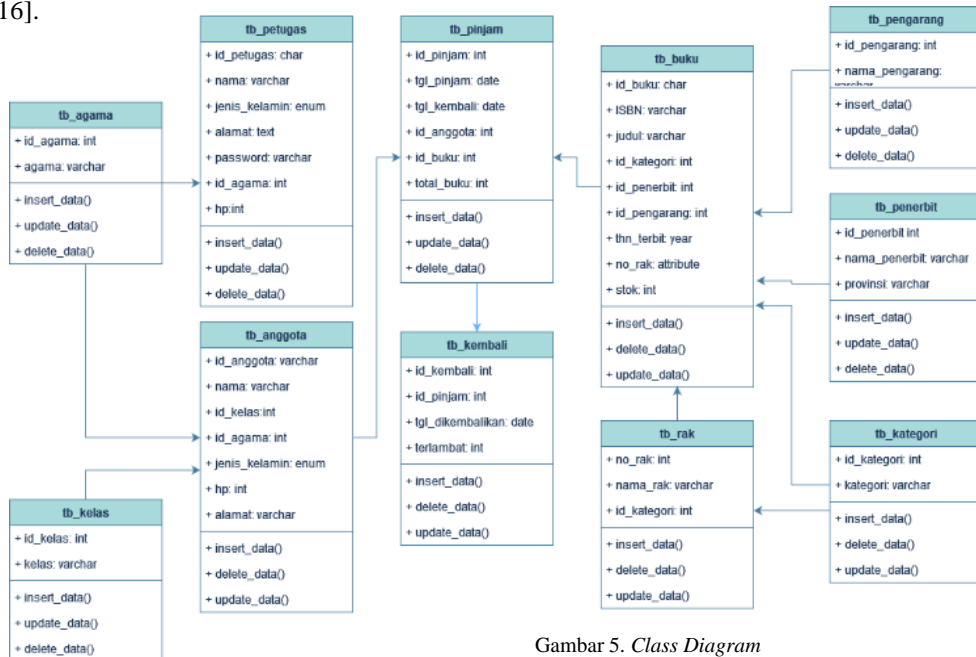 16].
tb_agama
+ id_agama: int
+ agama: varchar
+ insert_data()
+ update_data()
+ delete_data()
tb_kelas
+ id_kelas: int
+ kelas: varchar
+ insert_data()
+ update_data()
+ delete_data()
tb_petugas
+ id_petugas: char
+ nama: varchar
+ jenis_kelamin: enum
+ alamat: text
+ password: varchar
+ id_agama: int
+ hp:int
+ insert_data()
+ update_data()
+ delete_data()
tb_anggota
+ id_anggota: varchar
+ nama: varchar
+ id_kelas:int
+ id_agama: int
+ jenis_kelamin: enum
+ hp: int
+ alamat: varchar
+ insert_data()
+ delete_data()
+ update_data()
tb_pinjam
+ id_pinjam: int
+ tgl_pinjam: date
+ tgl_kembali: date
+ id_anggota: int
+ id_buku: int
+ total_buku: int
+ insert_data()
+ update_data()
+ delete_data()
tb_kembali
+ id_kembali: int
+ id_pinjam: int
+ tgl_dikembalikan: date
+ terlambat: int
+ insert_data()
+ delete_data()
+ update_data()
tb_buku
+ id_buku: char
+ ISBN: varchar
+ judul: varchar
+ id_kategori: int
+ id_penerbit: int
+ id_pengarang: int
+ thn_terbit: year
+ no_rak: attribute
+ stok: int
+ insert_data()
+ delete_data()
+ update_data()
tb_rak
+ no_rak: int
+ nama_rak: varchar
+ id_kategori: int
+ insert_data()
+ delete_data()
+ update_data()
tb_pengarang
+ id_pengarang: int
+ nama_pengarang:
+ insert_data()
+ update_data()
+ delete_data()
tb_penerbit
+ id_penerbit int
+ nama_penerbit: varchar
+ provinsi: varchar
+ insert_data()
+ update_data()
+ delete_data()
tb_kategori
+ id_kategori: int
+ kategori: varchar
+ insert_data()
+ delete_data()
+ update_data()
Gambar 5. Class Diagram